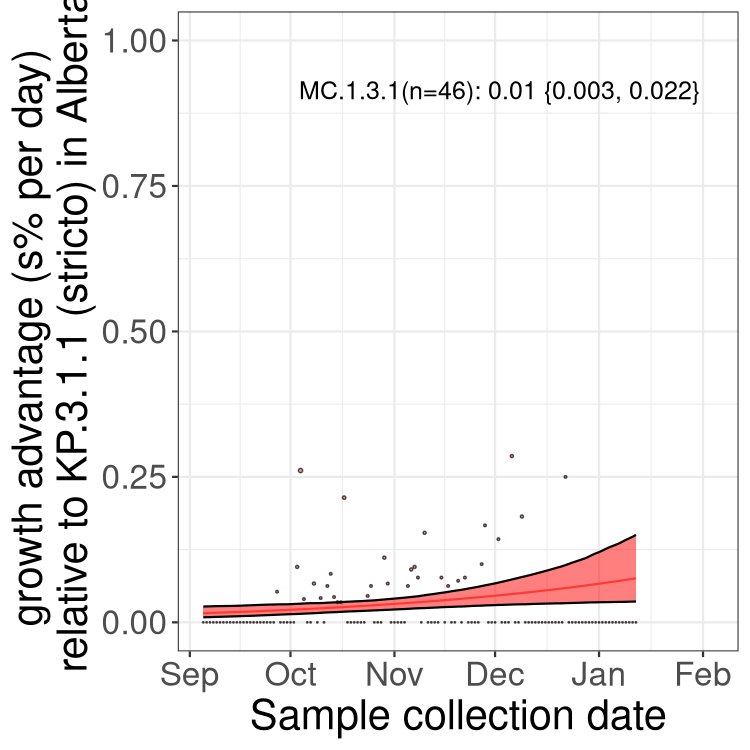 growth advantage (s% per day)
relative to KP.3.1.1 (stricto) in Alberta
1.00
0.75
0.50
0.25
0.00
MC.1.3.1(n=46): 0.01 {0.003, 0.022}
Sep Oct Nov Dec Jan Feb
Sample collection date